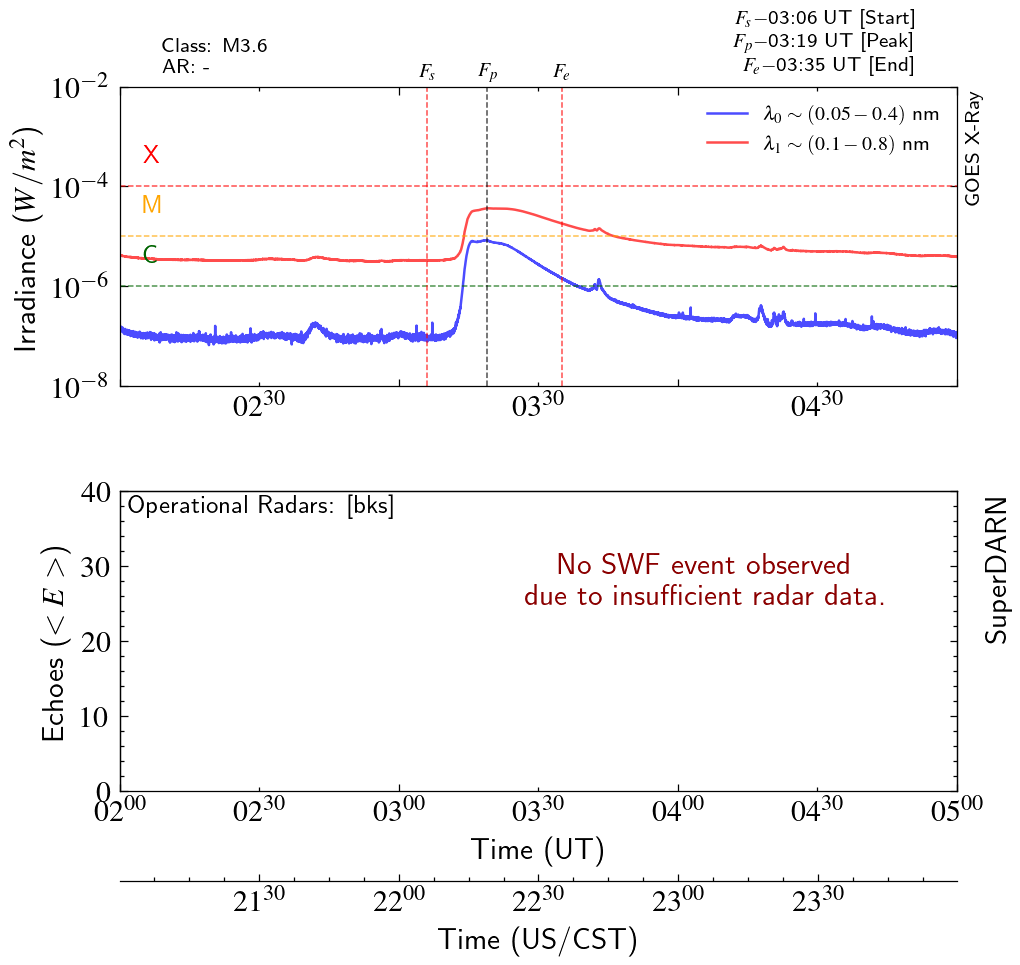 F_s−03:06 UT [Start]
Class: M3.6
F_p−03:19 UT [Peak]
AR: -
F_e−03:35 UT [End]
F_s
F_p
F_e
10^−2
λ_0 ∼ (0.05 − 0.4) nm
λ_1 ∼ (0.1 − 0.8) nm
X
10^−4
M
C
10^−6
10^−8
Irradiance (W/m^2)
GOES X-Ray
02^30
03^30
04^30
40
Operational Radars: [bks]
30
No SWF event observed
due to insufficient radar data.
20
10
0
Echoes (< E >)
SuperDARN
02^00
02^30
03^00
03^30
04^00
04^30
05^00
Time (UT)
21^30
22^00
22^30
23^00
23^30
Time (US/CST)